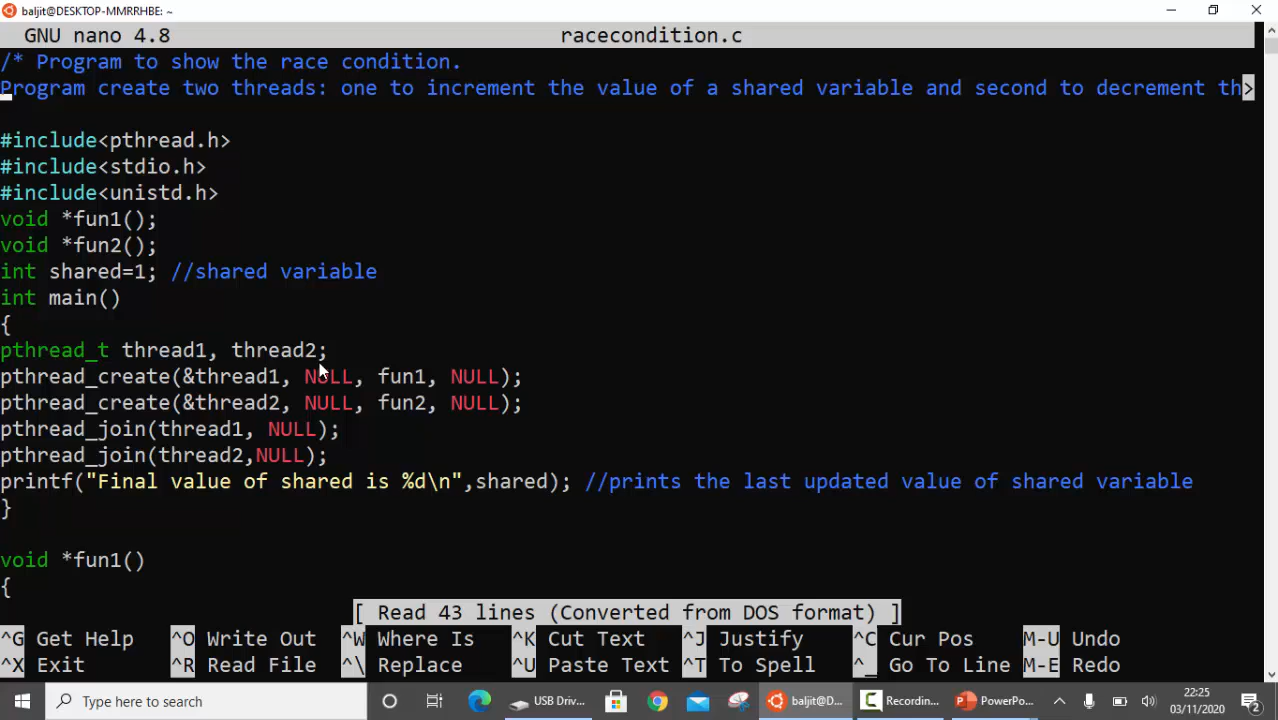 baljit@DESKTOP-MMRRHBE: ~
GNU nano 4.8 racecondition.c
/* Program to show the race condition.
Program create two threads: one to increment the value of a shared variable and second to decrement th>
#include<pthread.h>
#include<stdio.h>
#include<unistd.h>
void *fun1();
void *fun2();
int shared=1; //shared variable
int main()
{
pthread_t thread1, thread2;
pthread_create(&thread1, NULL, fun1, NULL);
pthread_create(&thread2, NULL, fun2, NULL);
pthread_join(thread1, NULL);
pthread_join(thread2,NULL);
printf("Final value of shared is %d\n",shared); //prints the last updated value of shared variable
}
void *fun1()
{
[ Read 43 lines (Converted from DOS format) ]
^G Get Help ^O Write Out ^W Where Is ^K Cut Text ^J Justify ^C Cur Pos M-U Undo
^X Exit ^R Read File ^\ Replace ^U Paste Text ^T To Spell ^_ Go To Line M-E Redo
Type here to search USB Driv... baljit@D... Recordin... PowerPo... 22:25
03/11/2020 2